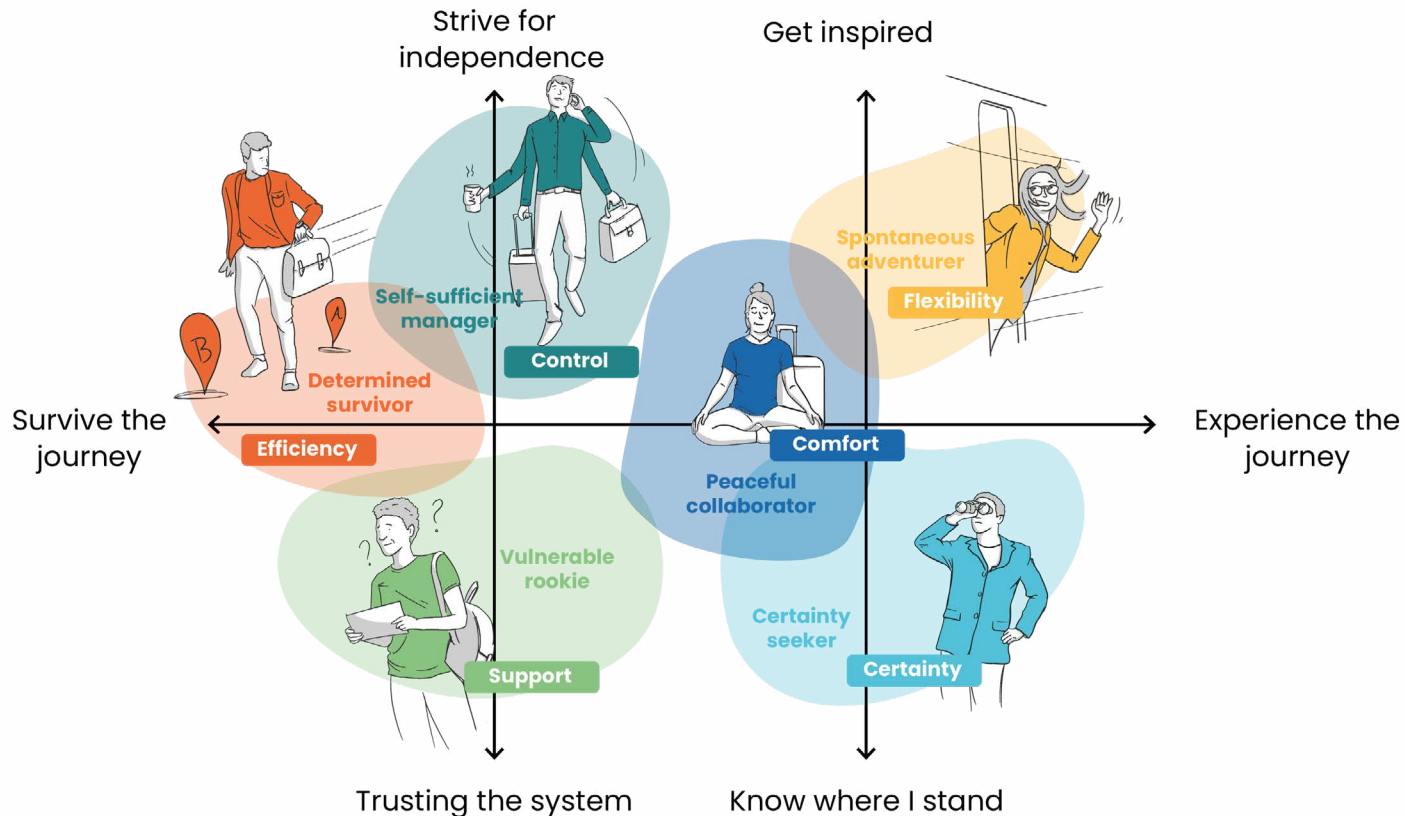 Strive for
independence
Get inspired
Spontaneous
adventurer
Flexibility
Self-sufficient
manager
Control
A
B
Determined
survivor
Efficiency
Survive the
journey
Experience the
journey
Comfort
Peaceful
collaborator
?
?
Vulnerable
rookie
Support
Certainty
seeker
Certainty
Trusting the system
Know where I stand